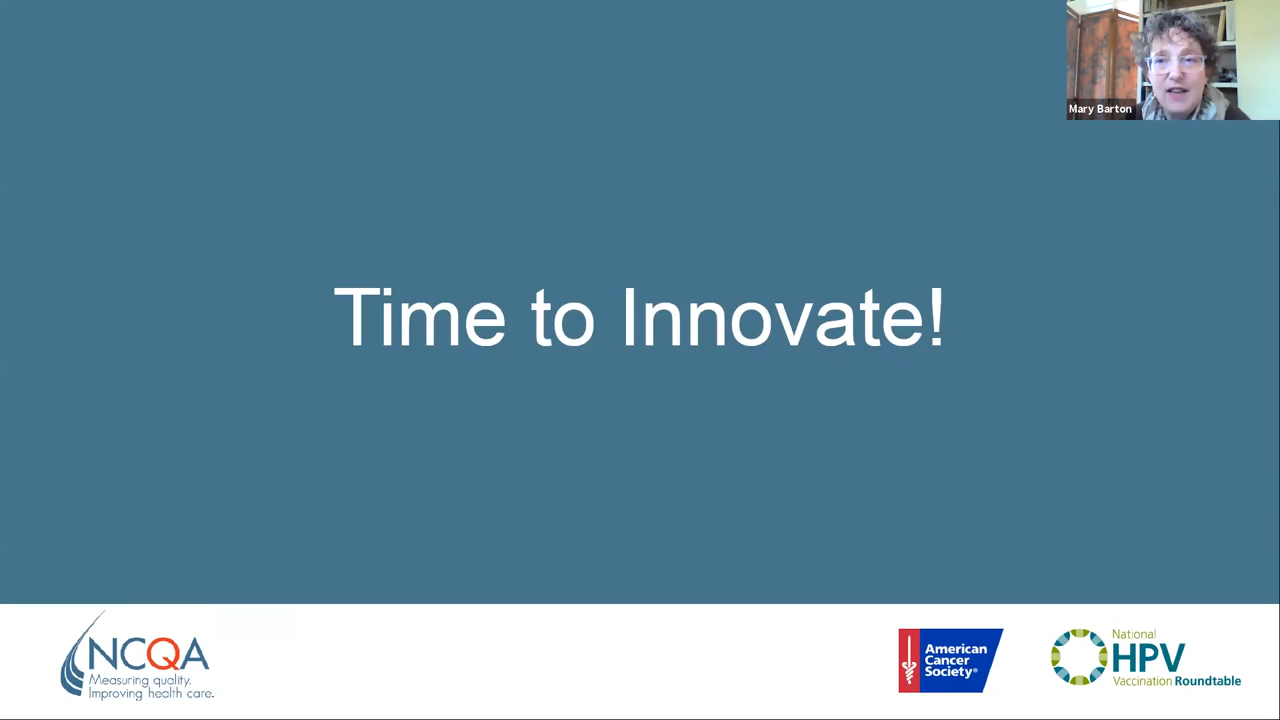 Mary Barton
Time to Innovate!
NCQA
Measuring quality.
Improving health care.
American
Cancer
Society®
National
HPV
Vaccination Roundtable